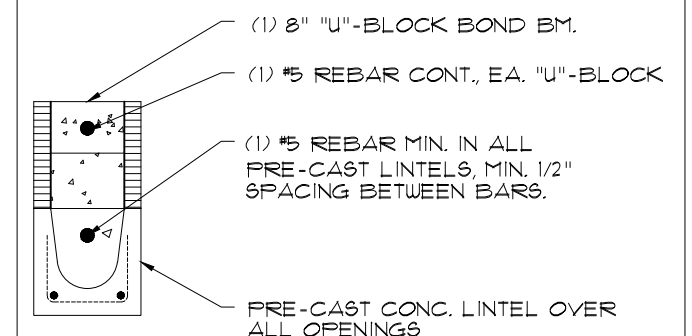 (1) 8" "U"-BLOCK BOND BM.
(1) #5 REBAR CONT., EA. "U"-BLOCK
(1) #5 REBAR MIN. IN ALL
PRE-CAST LINTELS, MIN. 1/2"
SPACING BETWEEN BARS.
PRE-CAST CONC. LINTEL OVER
ALL OPENINGS